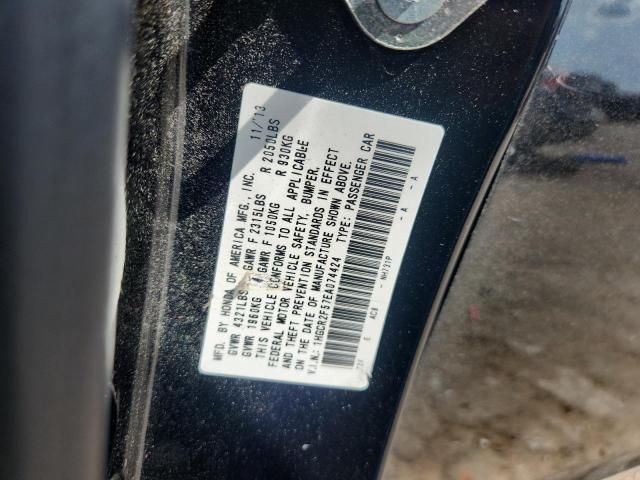 MFD. BY HONDA OF AMERICA MFG., INC. 11/13
GVWR 4321LBS GAWR F 2315LBS R 2050LBS
GVWR 1960KG GAWR F 1050KG R 930KG
THIS VEHICLE CONFORMS TO ALL APPLICABLE
FEDERAL MOTOR VEHICLE SAFETY, BUMPER,
AND THEFT PREVENTION STANDARDS IN EFFECT
ON THE DATE OF MANUFACTURE SHOWN ABOVE.
V.I.N.: 1HGCR2F57EA074424 TYPE: PASSENGER CAR
E AC8 - NH731P - A - A